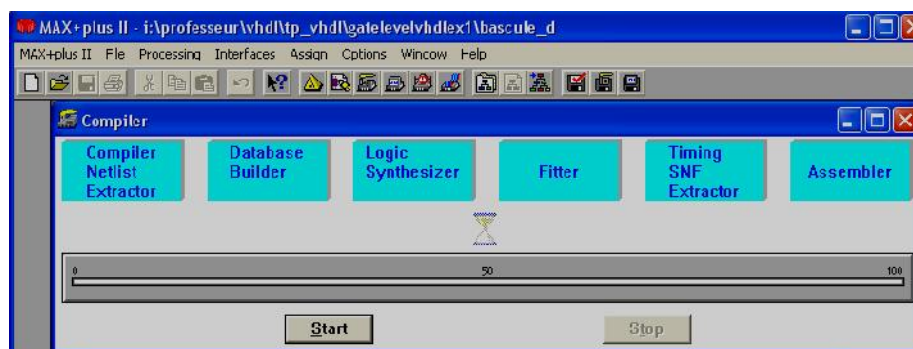 MAX+plus II - i:\professeur\vhdl\tp_vhdl\gatelevelvhdlex1\bascule_d
MAX+plus II File Processing Interfaces Assign Options Window Help
Compiler
Compiler Netlist Extractor
Database Builder
Logic Synthesizer
Fitter
Timing SNF Extractor
Assembler
0 50 100
Start Stop